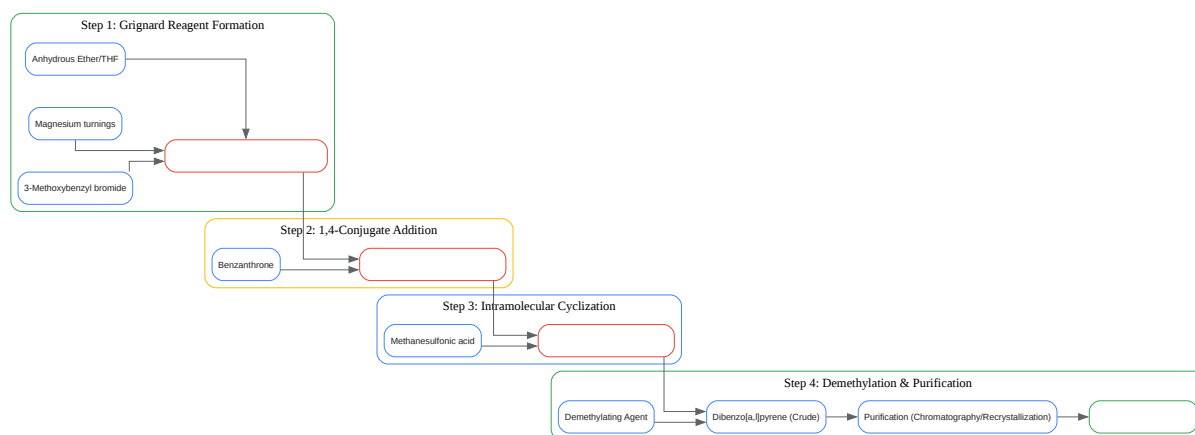 Step 1: Grignard Reagent Formation
Anhydrous Ether/THF
Magnesium turnings
3-Methoxybenzyl bromide
Step 2: 1,4-Conjugate Addition
Benzanthrone
Step 3: Intramolecular Cyclization
Methanesulfonic acid
Step 4: Demethylation & Purification
Demethylating Agent
Dibenzo[a,l]pyrene (Crude)
Purification (Chromatography/Recrystallization)